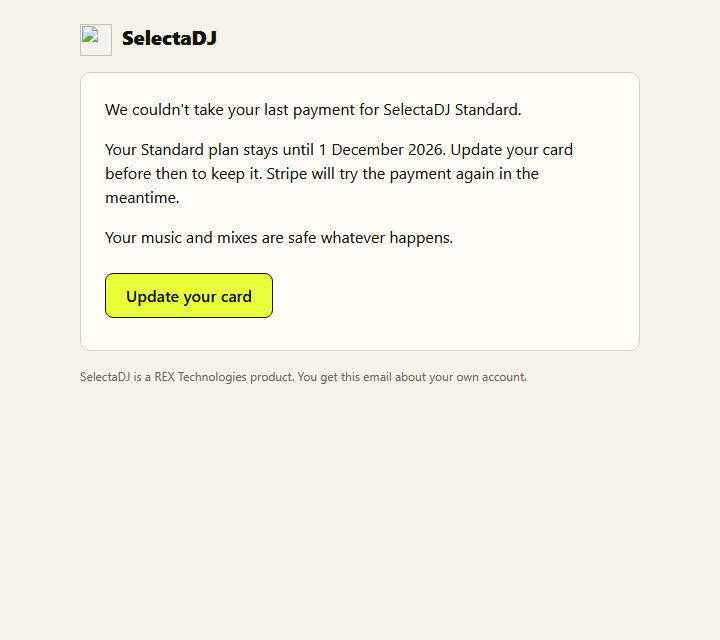 SelectaDJ
We couldn't take your last payment for SelectaDJ Standard.
Your Standard plan stays until 1 December 2026. Update your card
before then to keep it. Stripe will try the payment again in the
meantime.
Your music and mixes are safe whatever happens.
Update your card
SelectaDJ is a REX Technologies product. You get this email about your own account.